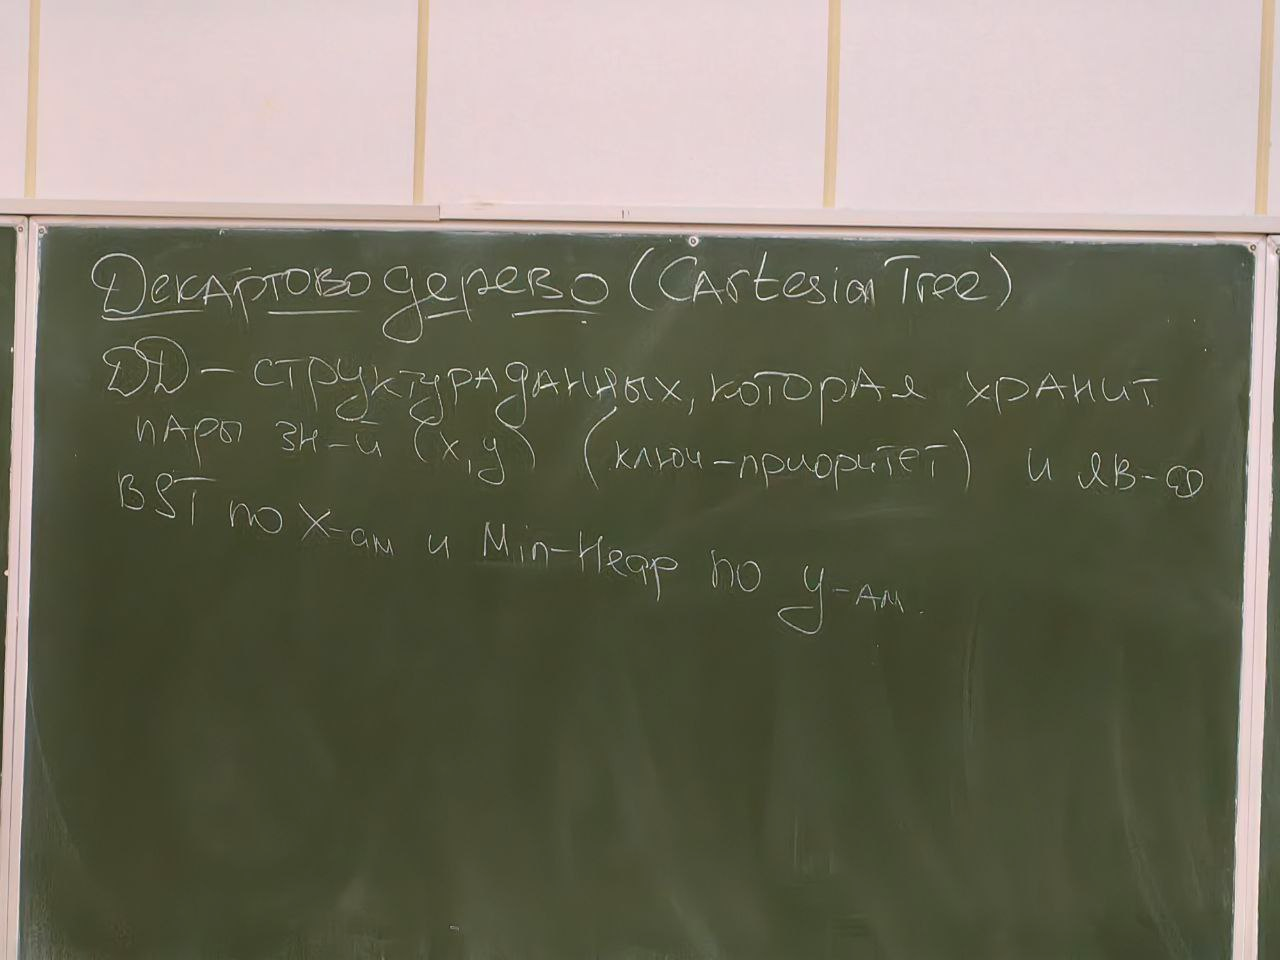 Декартово дерево (Cartesian Tree)
DD - структура данных, которая хранит
пары зн-й (x, y) (ключ-приоритет) и яв-ся
BST по X-ам и Min-Heap по y-ам.